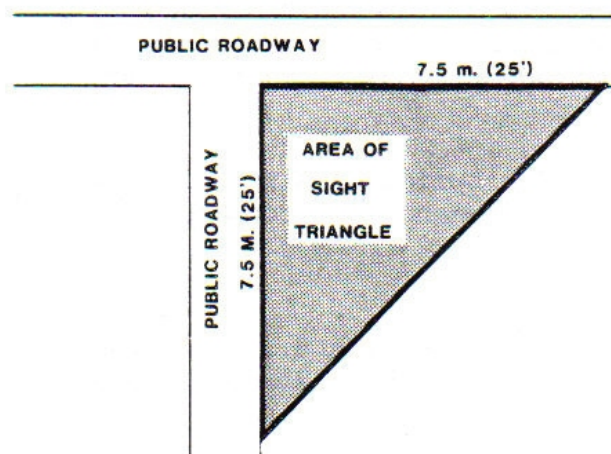 PUBLIC ROADWAY
7.5 m. (25')
PUBLIC ROADWAY
7.5 M. (25')
AREA OF
SIGHT
TRIANGLE